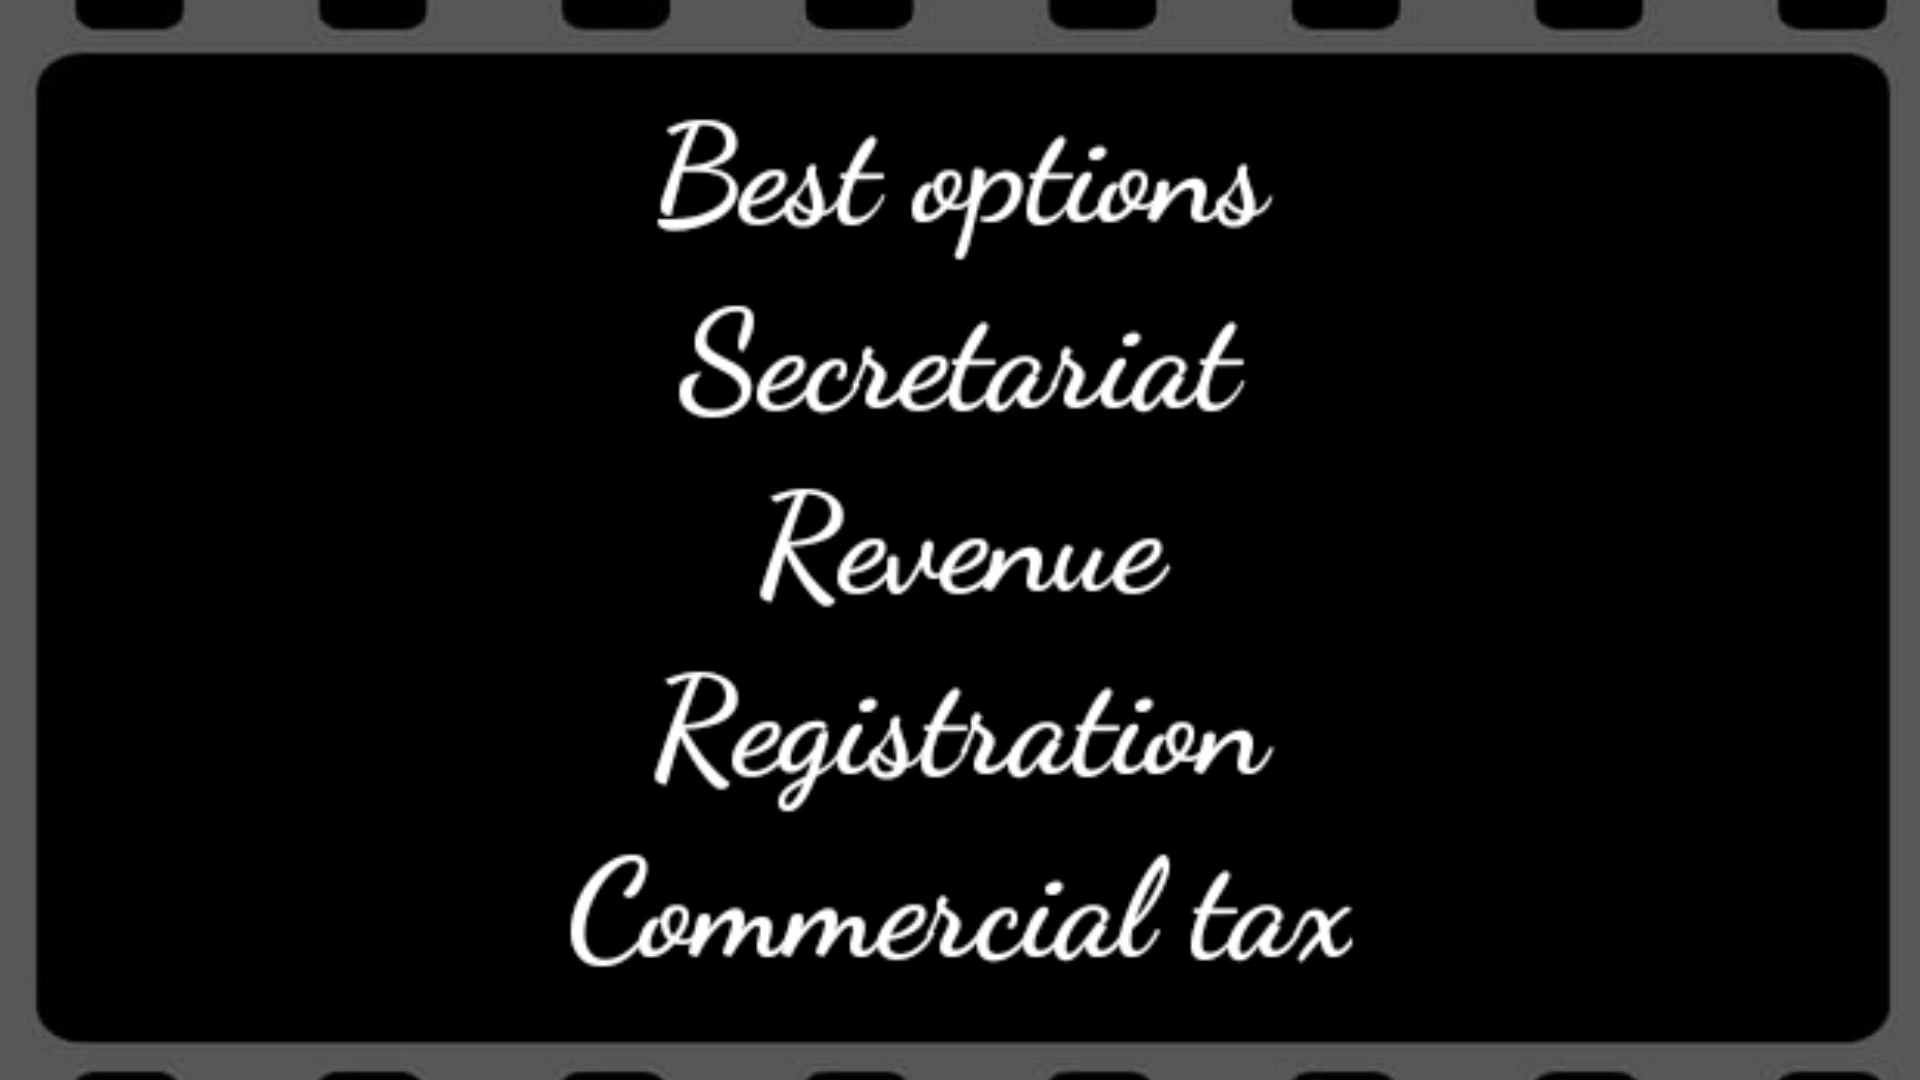 Best options
Secretariat
Revenue
Registration
Commercial tax